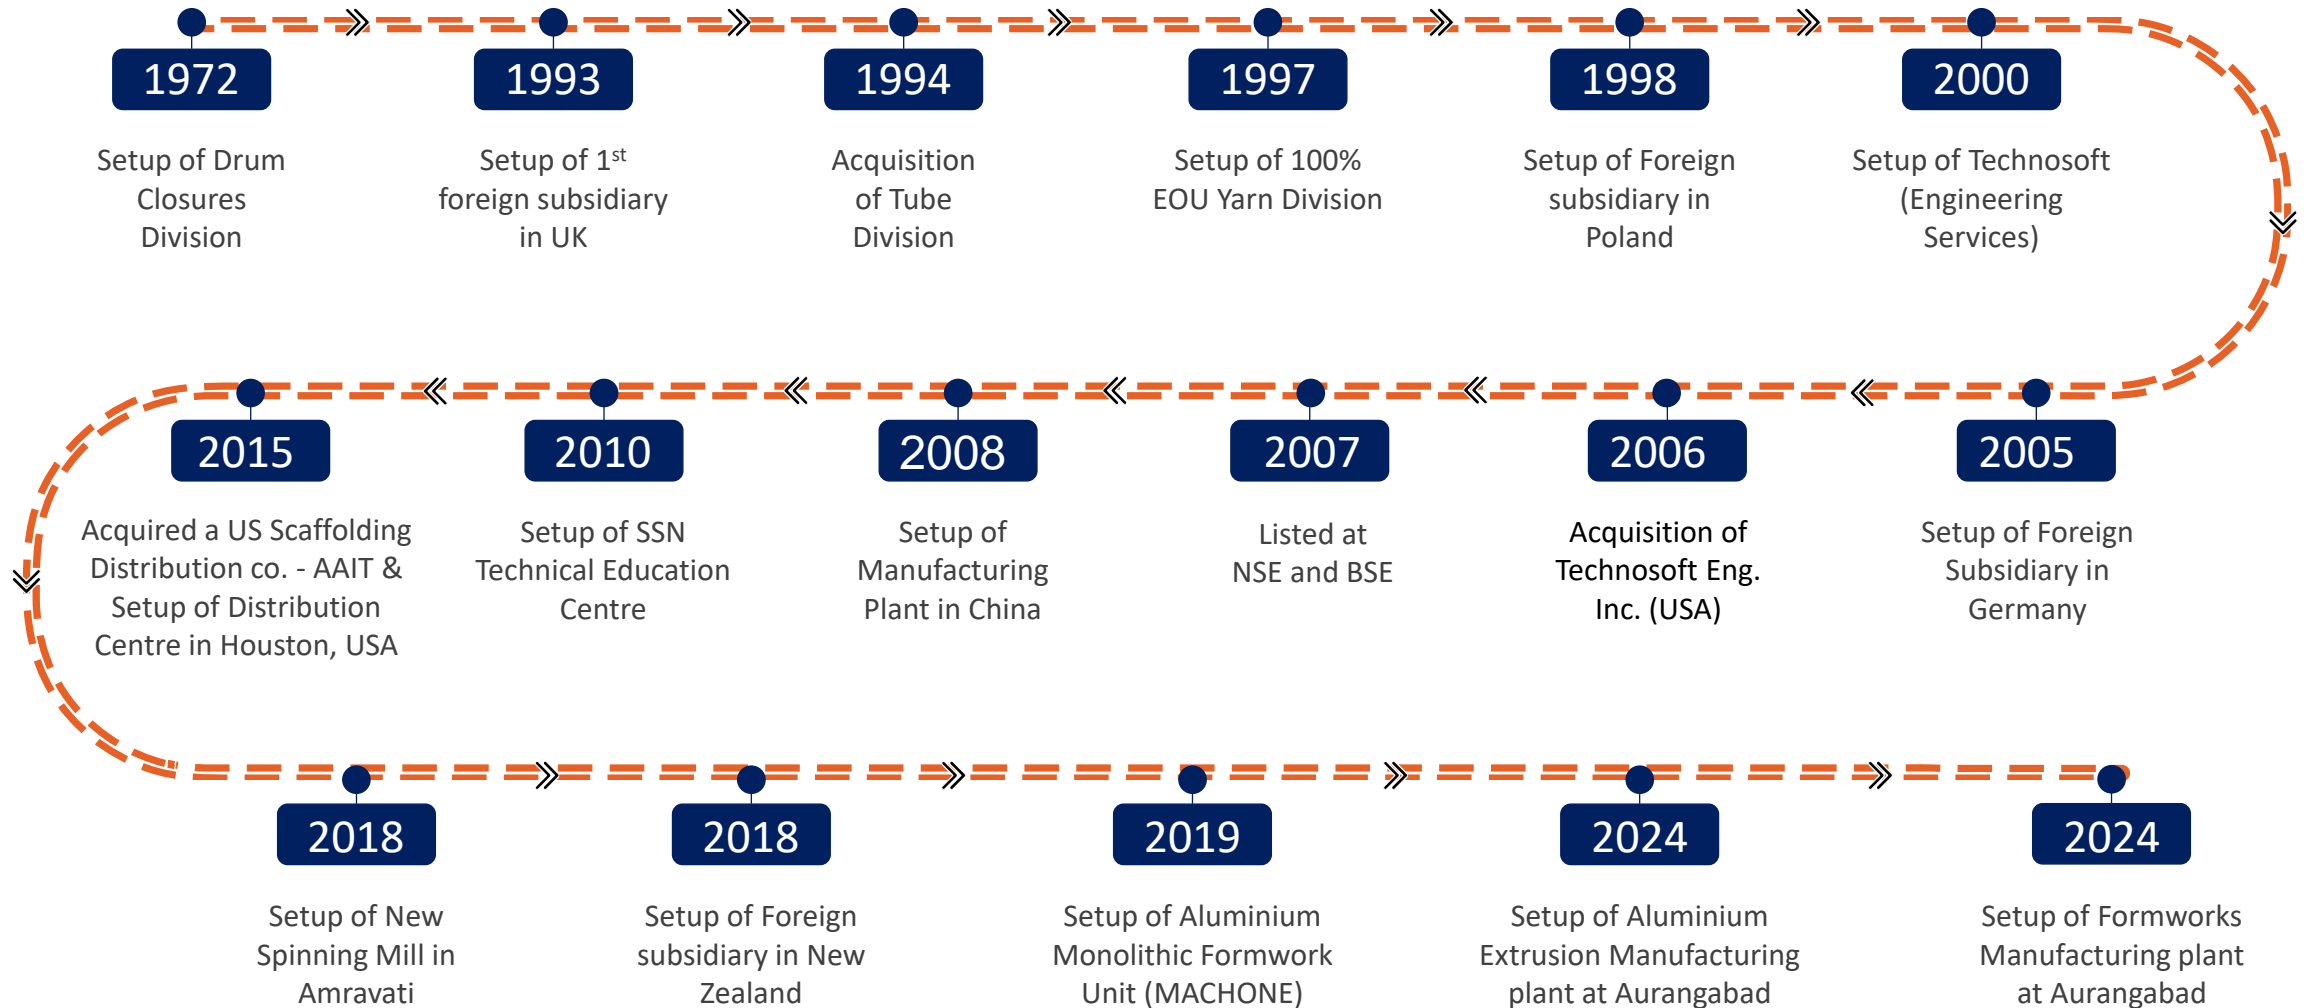 1972
Setup of Drum
Closures
Division
1993
Setup of 1st
foreign subsidiary
in UK
1994
Acquisition
of Tube
Division
1997
Setup of 100%
EOU Yarn Division
1998
Setup of Foreign
subsidiary in
Poland
2000
Setup of Technosoft
(Engineering
Services)
2015
Acquired a US Scaffolding
Distribution co. - AAIT &
Setup of Distribution
Centre in Houston, USA
2010
Setup of SSN
Technical Education
Centre
2008
Setup of
Manufacturing
Plant in China
2007
Listed at
NSE and BSE
2006
Acquisition of
Technosoft Eng.
Inc. (USA)
2005
Setup of Foreign
Subsidiary in
Germany
2018
Setup of New
Spinning Mill in
Amravati
2018
Setup of Foreign
subsidiary in New
Zealand
2019
Setup of Aluminium
Monolithic Formwork
Unit (MACHONE)
2024
Setup of Aluminium
Extrusion Manufacturing
plant at Aurangabad
2024
Setup of Formworks
Manufacturing plant
at Aurangabad